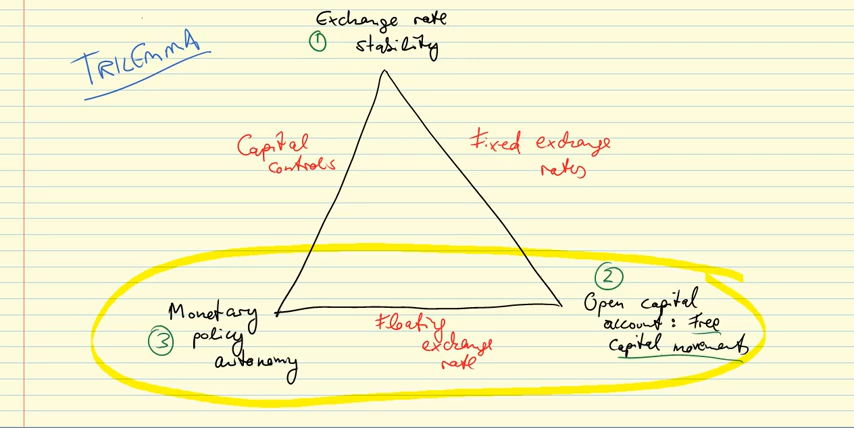 TRILEMMA
Exchange rate
① stability
Capital
controls
Fixed exchange
rates
②
Open capital
account: Free
capital movements
Monetary
③ policy
autonomy
Floating
exchange
rate